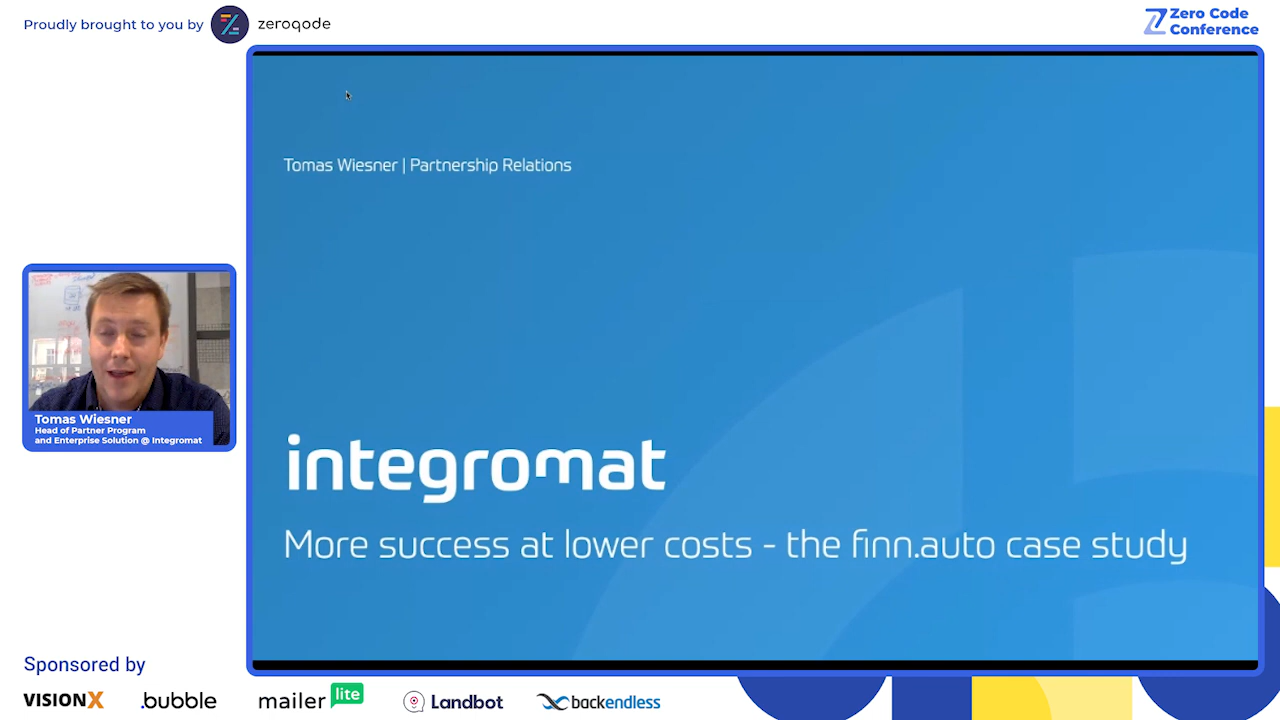 Proudly brought to you by zeroqode
Zero Code
Conference
Tomas Wiesner | Partnership Relations
Tomas Wiesner
Head of Partner Program
and Enterprise Solution @ Integromat
integromat
More success at lower costs - the finn.auto case study
Sponsored by
VISIONX
.bubble
mailer lite
Landbot
backendless